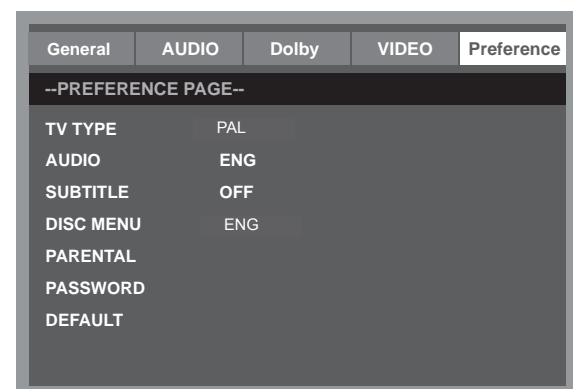 General AUDIO Dolby VIDEO Preference
--PREFERENCE PAGE--
TV TYPE PAL
AUDIO ENG
SUBTITLE OFF
DISC MENU ENG
PARENTAL
PASSWORD
DEFAULT